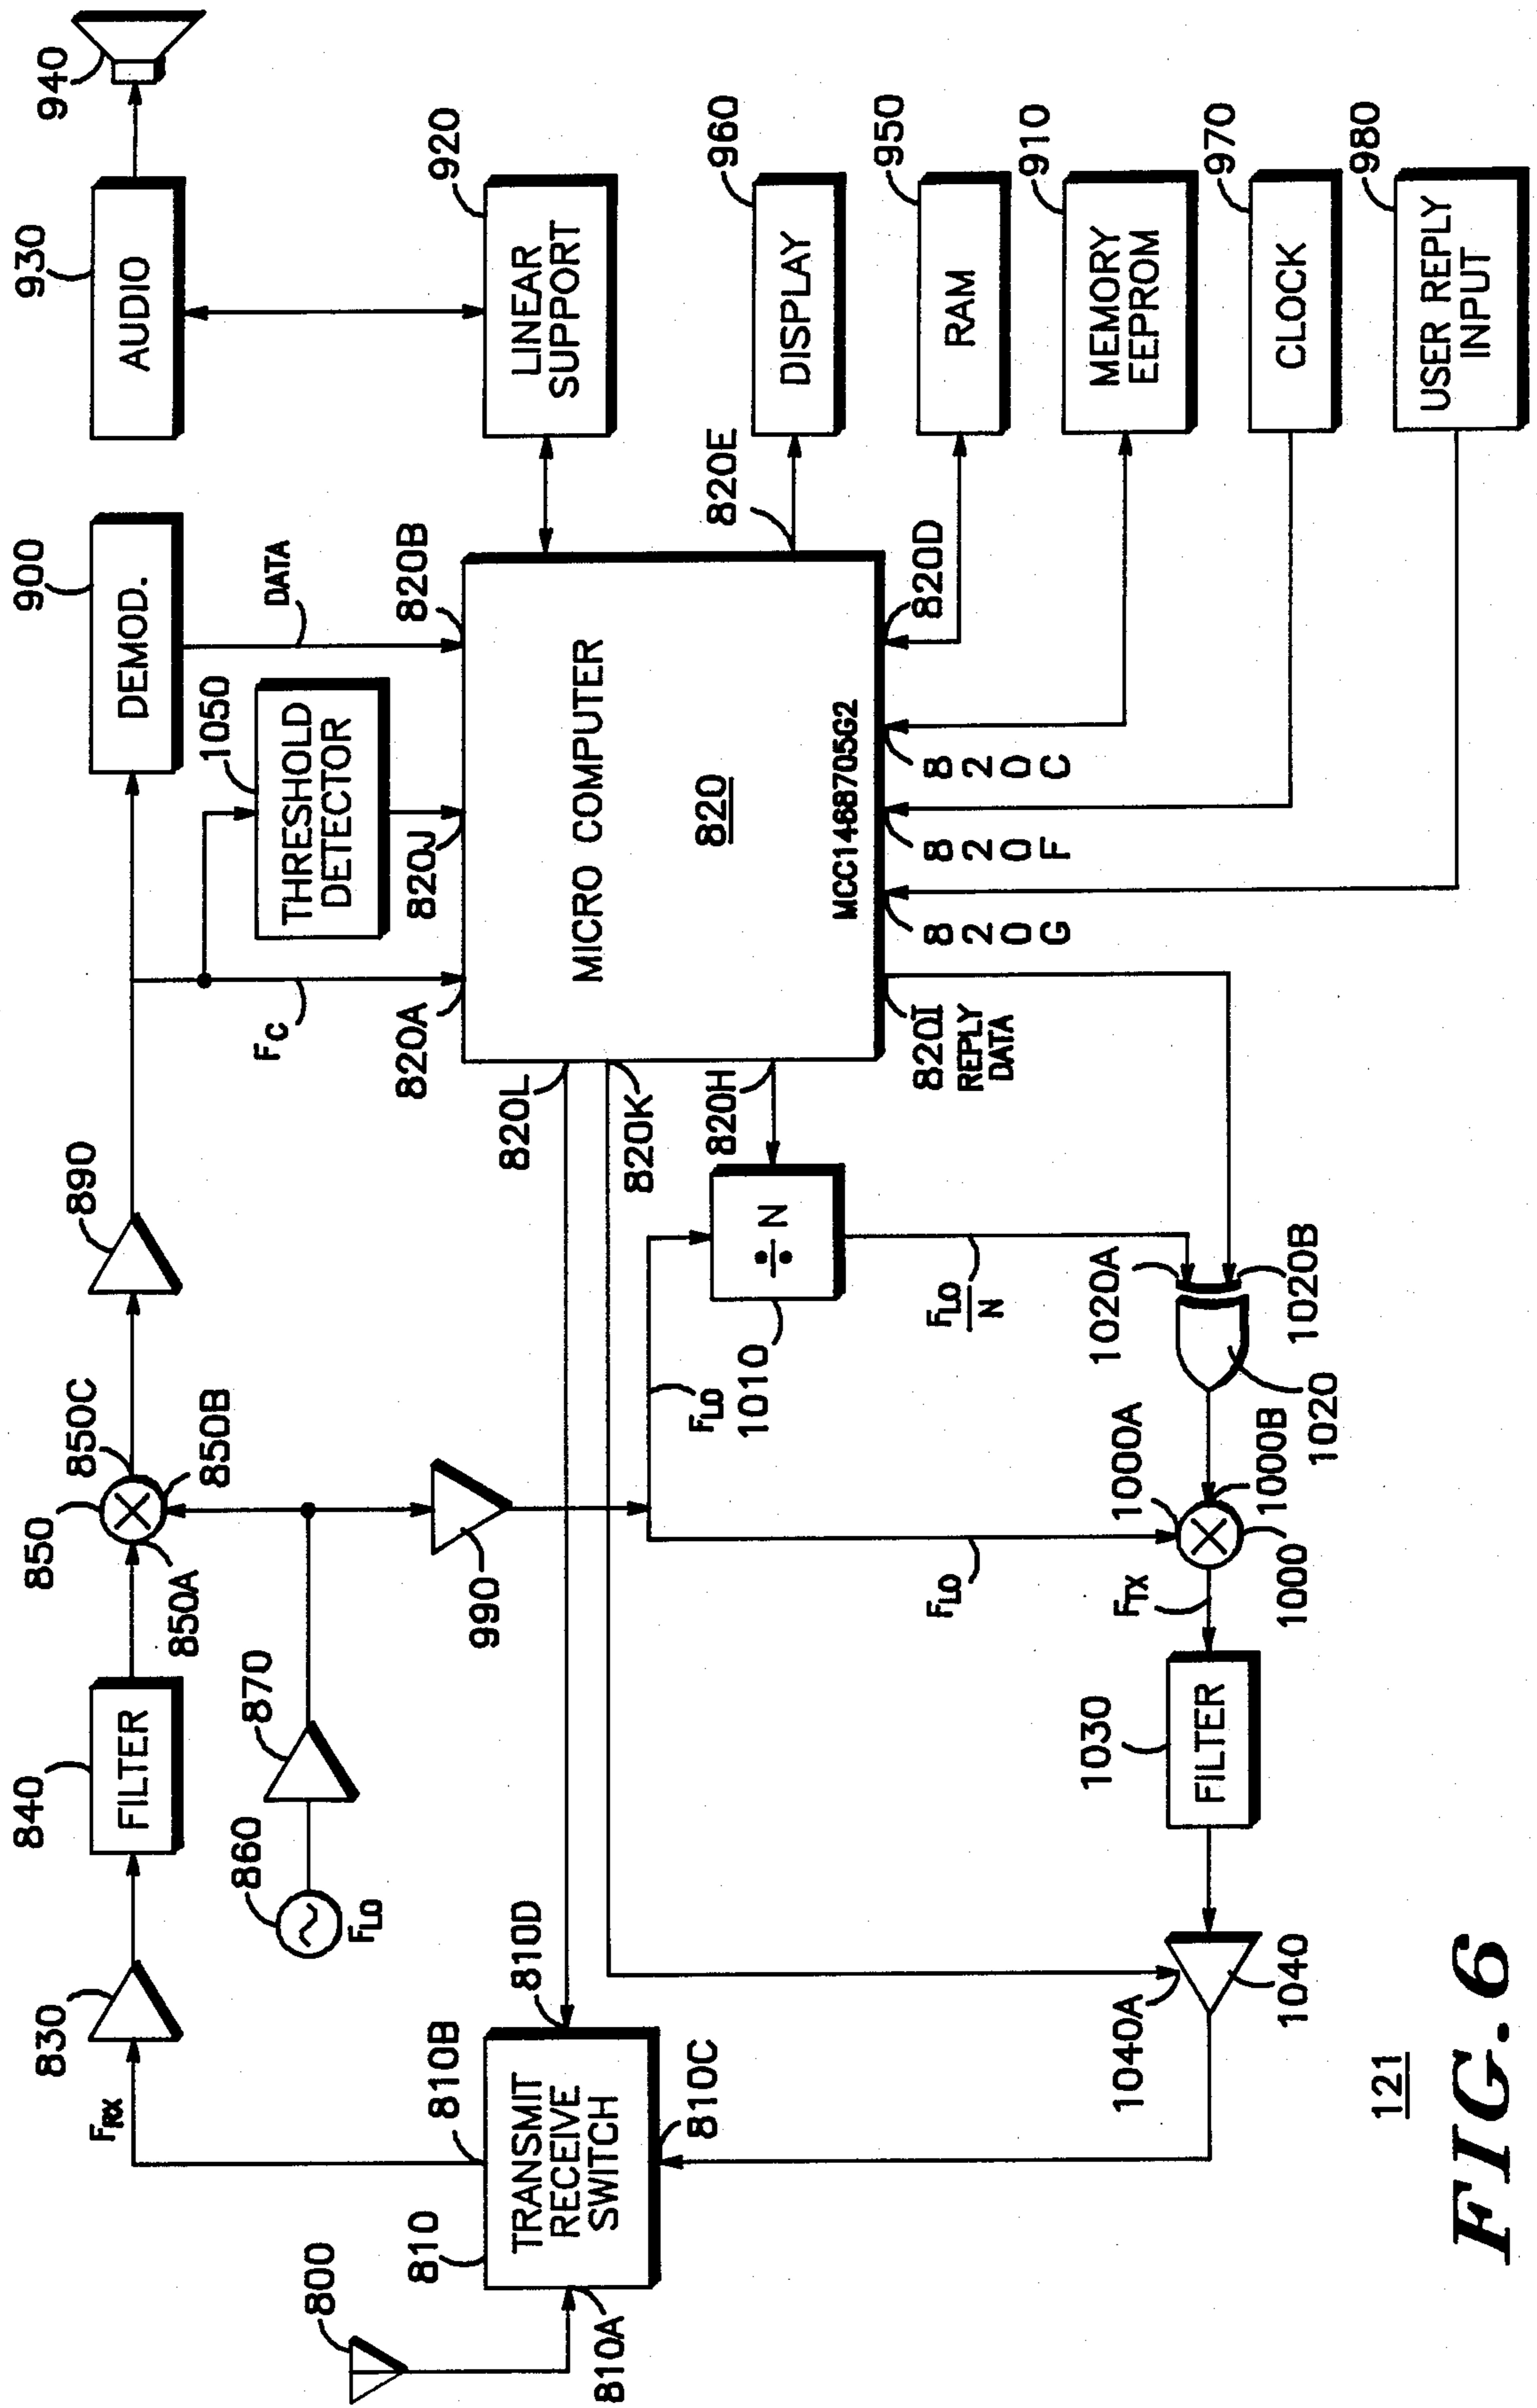 800
810A
810
TRANSMIT
RECEIVE
SWITCH
810B
810C
810D
FRX
830
840
FILTER
850A
850
850B
850C
860
FLO
870
890
990
FC
900
DEMOD.
DATA
1050
THRESHOLD
DETECTOR
930
AUDIO
940
920
LINEAR
SUPPORT
820A
820J
820B
MICRO COMPUTER
820
MCC1468705G2
820L
820K
820H
820E
820D
820C
820F
820G
820I
REPLY
DATA
960
DISPLAY
950
RAM
910
MEMORY
EEPROM
970
CLOCK
980
USER REPLY
INPUT
FLO
÷ N
1010
FLO
N
1020A
1020B
1020
FLO
1000A
1000B
1000
FTX
1030
FILTER
1040A
1040
121
FIG. 6